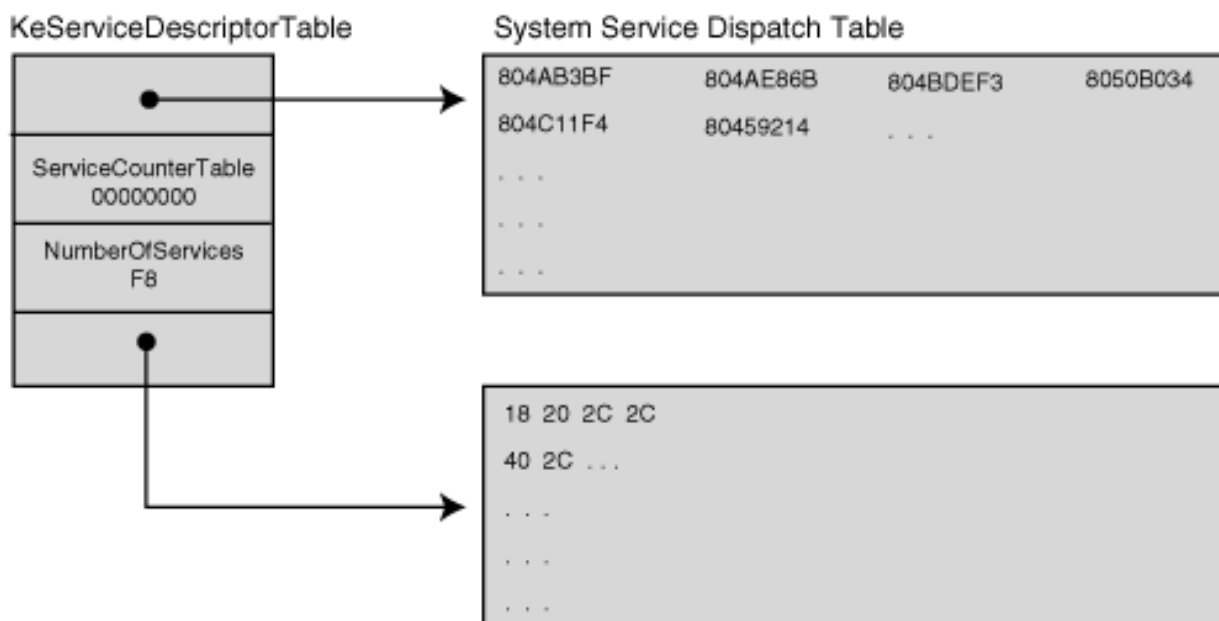 KeServiceDescriptorTable
System Service Dispatch Table
804AB3BF 804AE86B 804BDEF3 8050B034
804C11F4 80459214 . . .
. . .
. . .
. . .
ServiceCounterTable
00000000
NumberOfServices
F8
18 20 2C 2C
40 2C . . .
. . .
. . .
. . .